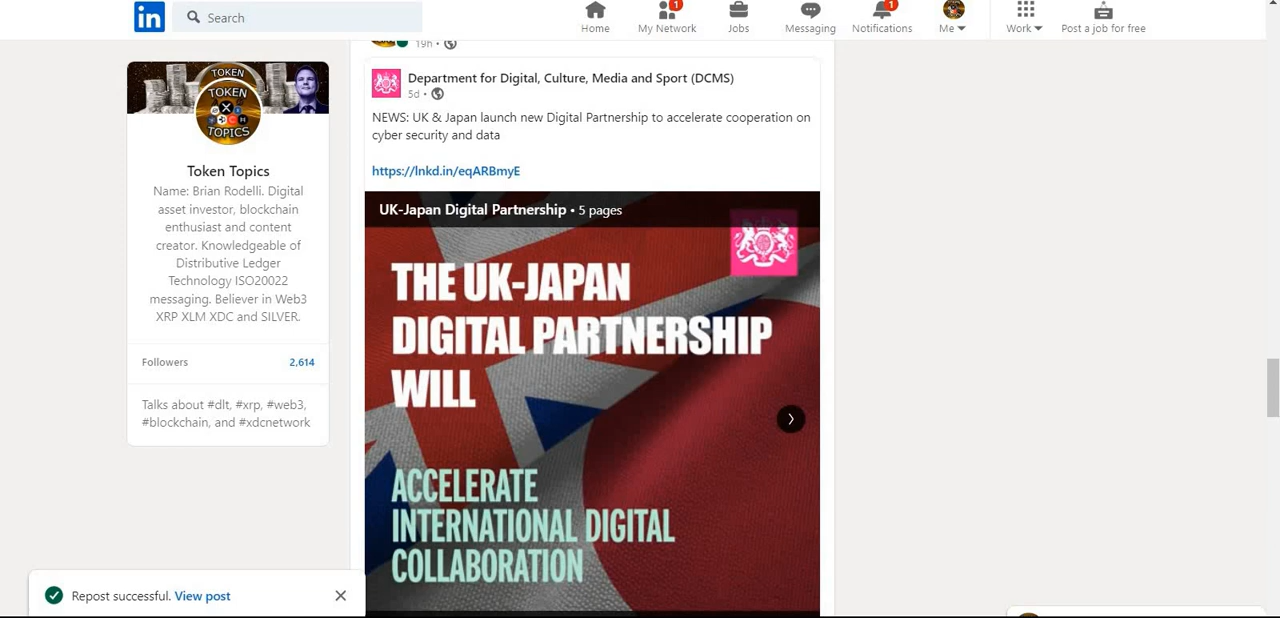 in
Search
Home
1
My Network
Jobs
Messaging
1
Notifications
Me
Work
Post a job for free
TOKEN
TOKEN
X
TOPICS
Token Topics
Name: Brian Rodelli. Digital
asset investor, blockchain
enthusiast and content
creator. Knowledgeable of
Distributive Ledger
Technology ISO20022
messaging. Believer in Web3
XRP XLM XDC and SILVER.
Followers 2,614
Talks about #dlt, #xrp, #web3,
#blockchain, and #xdcnetwork
19h •
Department for Digital, Culture, Media and Sport (DCMS)
5d •
NEWS: UK & Japan launch new Digital Partnership to accelerate cooperation on
cyber security and data
https://lnkd.in/eqARBmyE
UK-Japan Digital Partnership • 5 pages
THE UK-JAPAN
DIGITAL PARTNERSHIP
WILL
ACCELERATE
INTERNATIONAL DIGITAL
COLLABORATION
Repost successful. View post